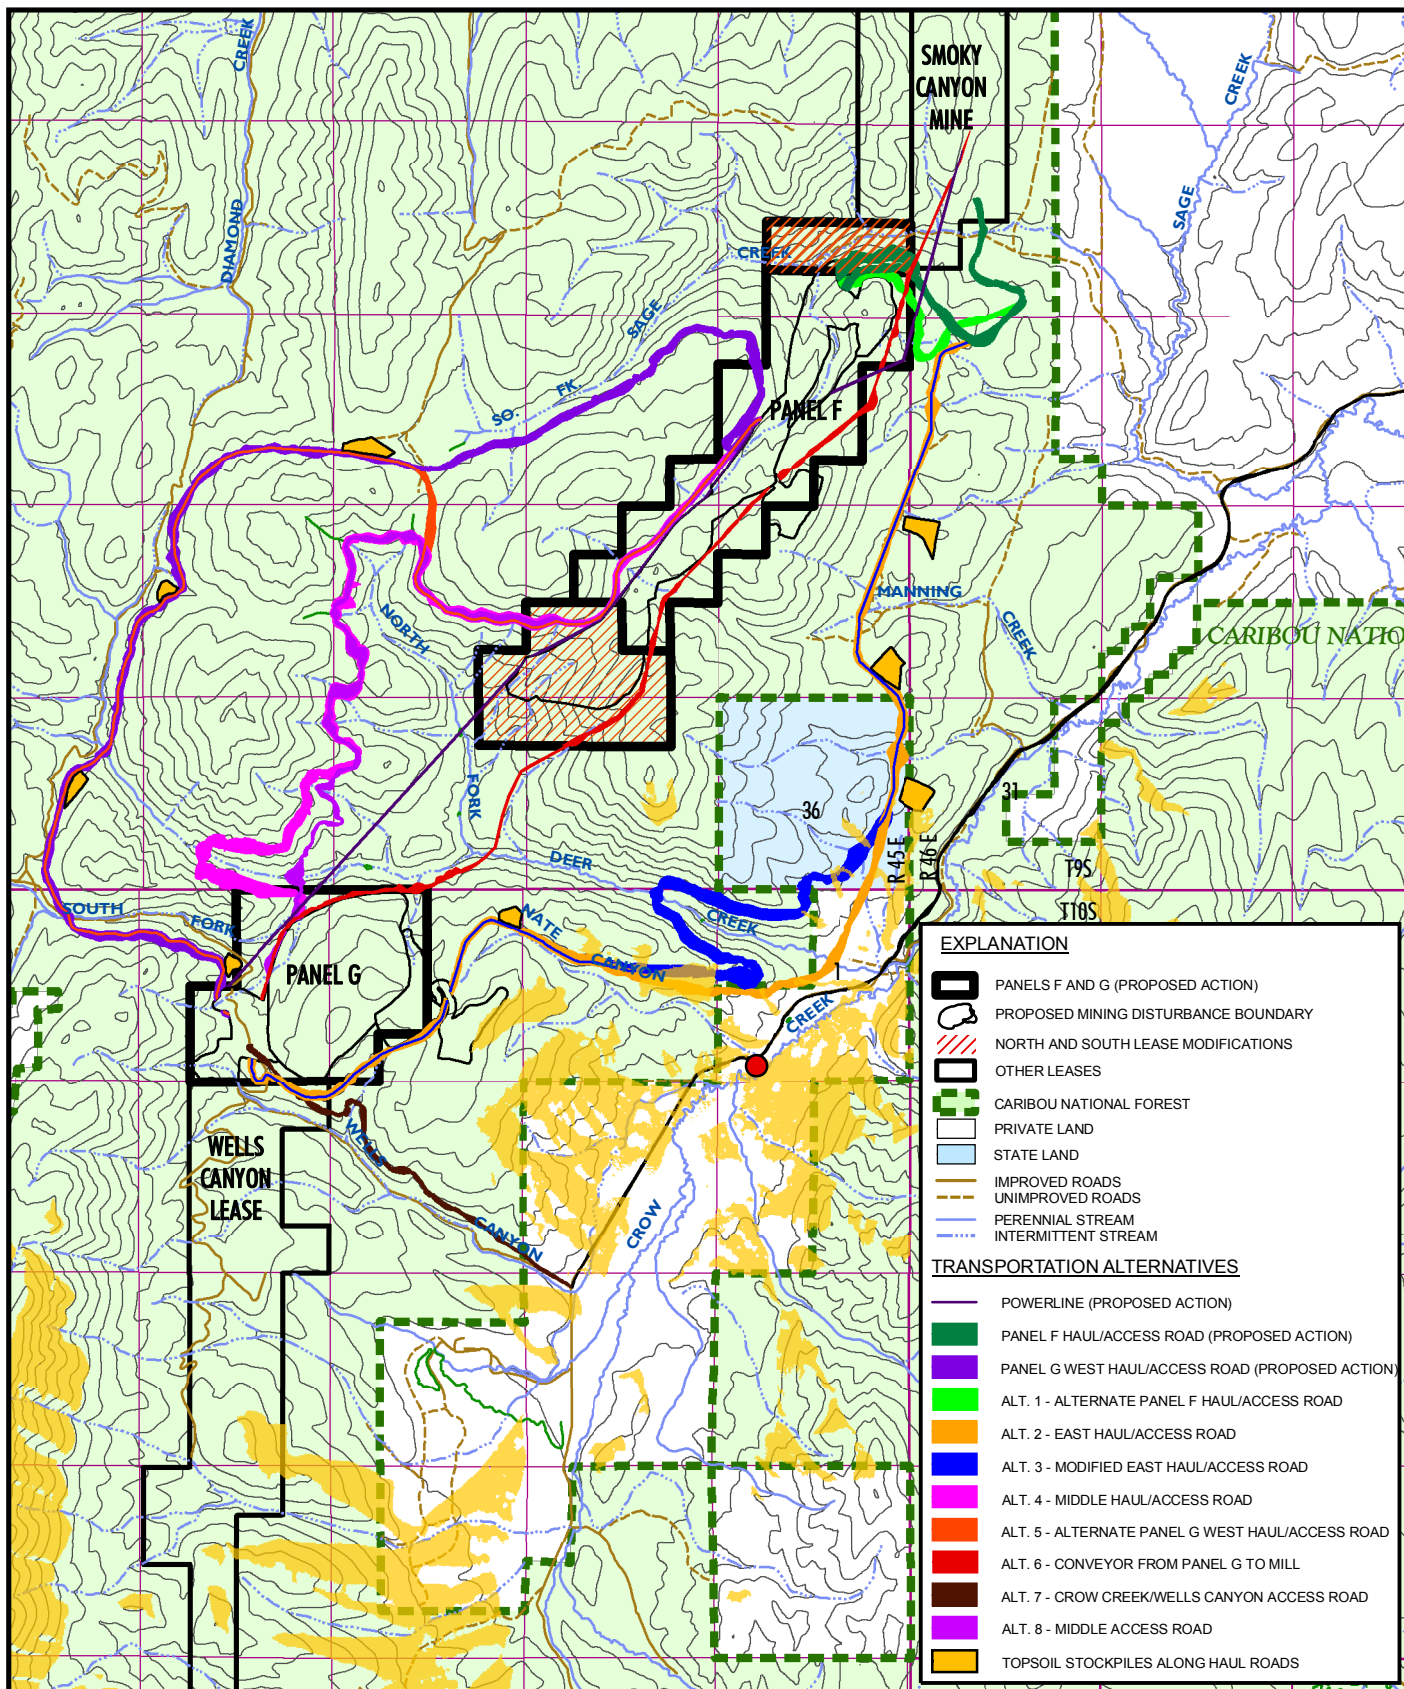 CREEK
DIAMOND
SMOKY
CANYON
MINE
CREEK
SAGE
CREEK
SAGE
SO.
FK.
PANEL F
MANNING
CREEK
CARIBOU NATIO
NORTH
FORK
36
31
R 45 E
R 46 E
T9S
T10S
DEER
CREEK
SOUTH
FORK
NATE
CANYON
PANEL G
1
CREEK
CROW
WELLS
CANYON
WELLS
CANYON
LEASE
EXPLANATION
PANELS F AND G (PROPOSED ACTION)
PROPOSED MINING DISTURBANCE BOUNDARY
NORTH AND SOUTH LEASE MODIFICATIONS
OTHER LEASES
CARIBOU NATIONAL FOREST
PRIVATE LAND
STATE LAND
IMPROVED ROADS
UNIMPROVED ROADS
PERENNIAL STREAM
INTERMITTENT STREAM
TRANSPORTATION ALTERNATIVES
POWERLINE (PROPOSED ACTION)
PANEL F HAUL/ACCESS ROAD (PROPOSED ACTION)
PANEL G WEST HAUL/ACCESS ROAD (PROPOSED ACTION)
ALT. 1 - ALTERNATE PANEL F HAUL/ACCESS ROAD
ALT. 2 - EAST HAUL/ACCESS ROAD
ALT. 3 - MODIFIED EAST HAUL/ACCESS ROAD
ALT. 4 - MIDDLE HAUL/ACCESS ROAD
ALT. 5 - ALTERNATE PANEL G WEST HAUL/ACCESS ROAD
ALT. 6 - CONVEYOR FROM PANEL G TO MILL
ALT. 7 - CROW CREEK/WELLS CANYON ACCESS ROAD
ALT. 8 - MIDDLE ACCESS ROAD
TOPSOIL STOCKPILES ALONG HAUL ROADS